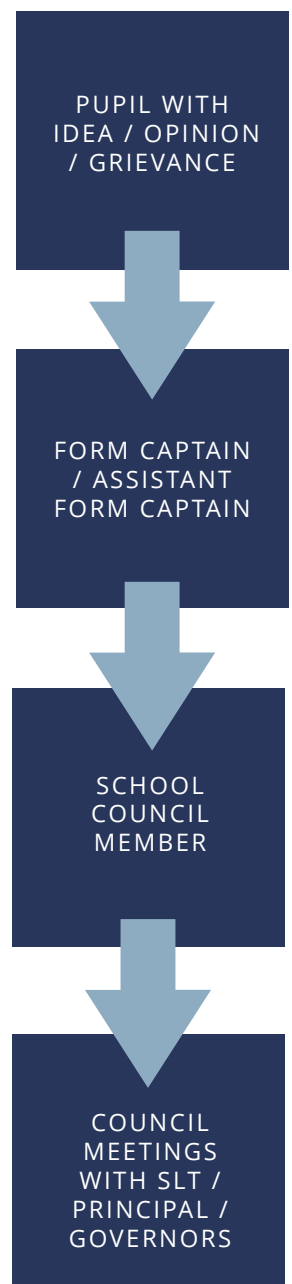 PUPIL WITH
IDEA / OPINION
/ GRIEVANCE
FORM CAPTAIN
/ ASSISTANT
FORM CAPTAIN
SCHOOL
COUNCIL
MEMBER
COUNCIL
MEETINGS
WITH SLT /
PRINCIPAL /
GOVERNORS